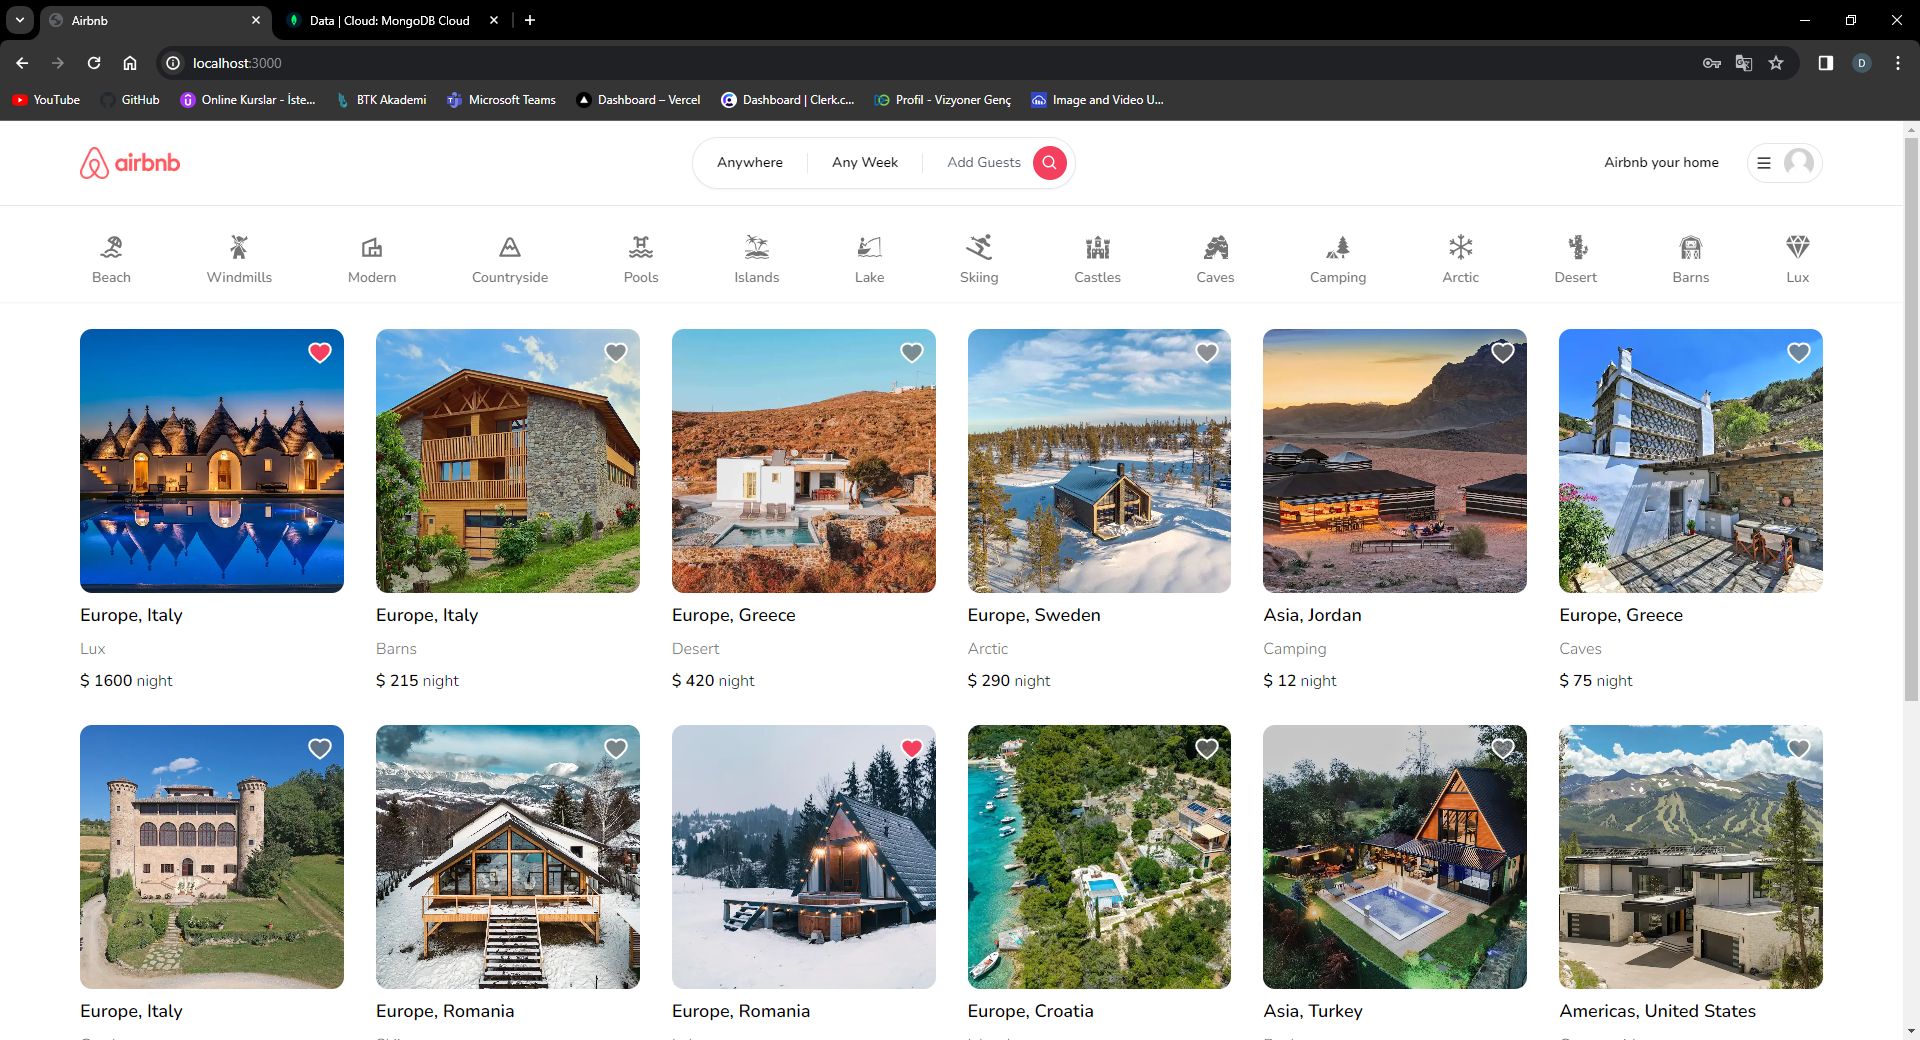 Airbnb
Data | Cloud: MongoDB Cloud
localhost:3000
YouTube
GitHub
Online Kurslar - İste...
BTK Akademi
Microsoft Teams
Dashboard – Vercel
Dashboard | Clerk.c...
Profil - Vizyoner Genç
Image and Video U...
D
airbnb
Anywhere
Any Week
Add Guests
Airbnb your home
Beach
Windmills
Modern
Countryside
Pools
Islands
Lake
Skiing
Castles
Caves
Camping
Arctic
Desert
Barns
Lux
Europe, Italy
Lux
$ 1600 night
Europe, Italy
Barns
$ 215 night
Europe, Greece
Desert
$ 420 night
Europe, Sweden
Arctic
$ 290 night
Asia, Jordan
Camping
$ 12 night
Europe, Greece
Caves
$ 75 night
Europe, Italy
Europe, Romania
Europe, Romania
Europe, Croatia
Asia, Turkey
Americas, United States